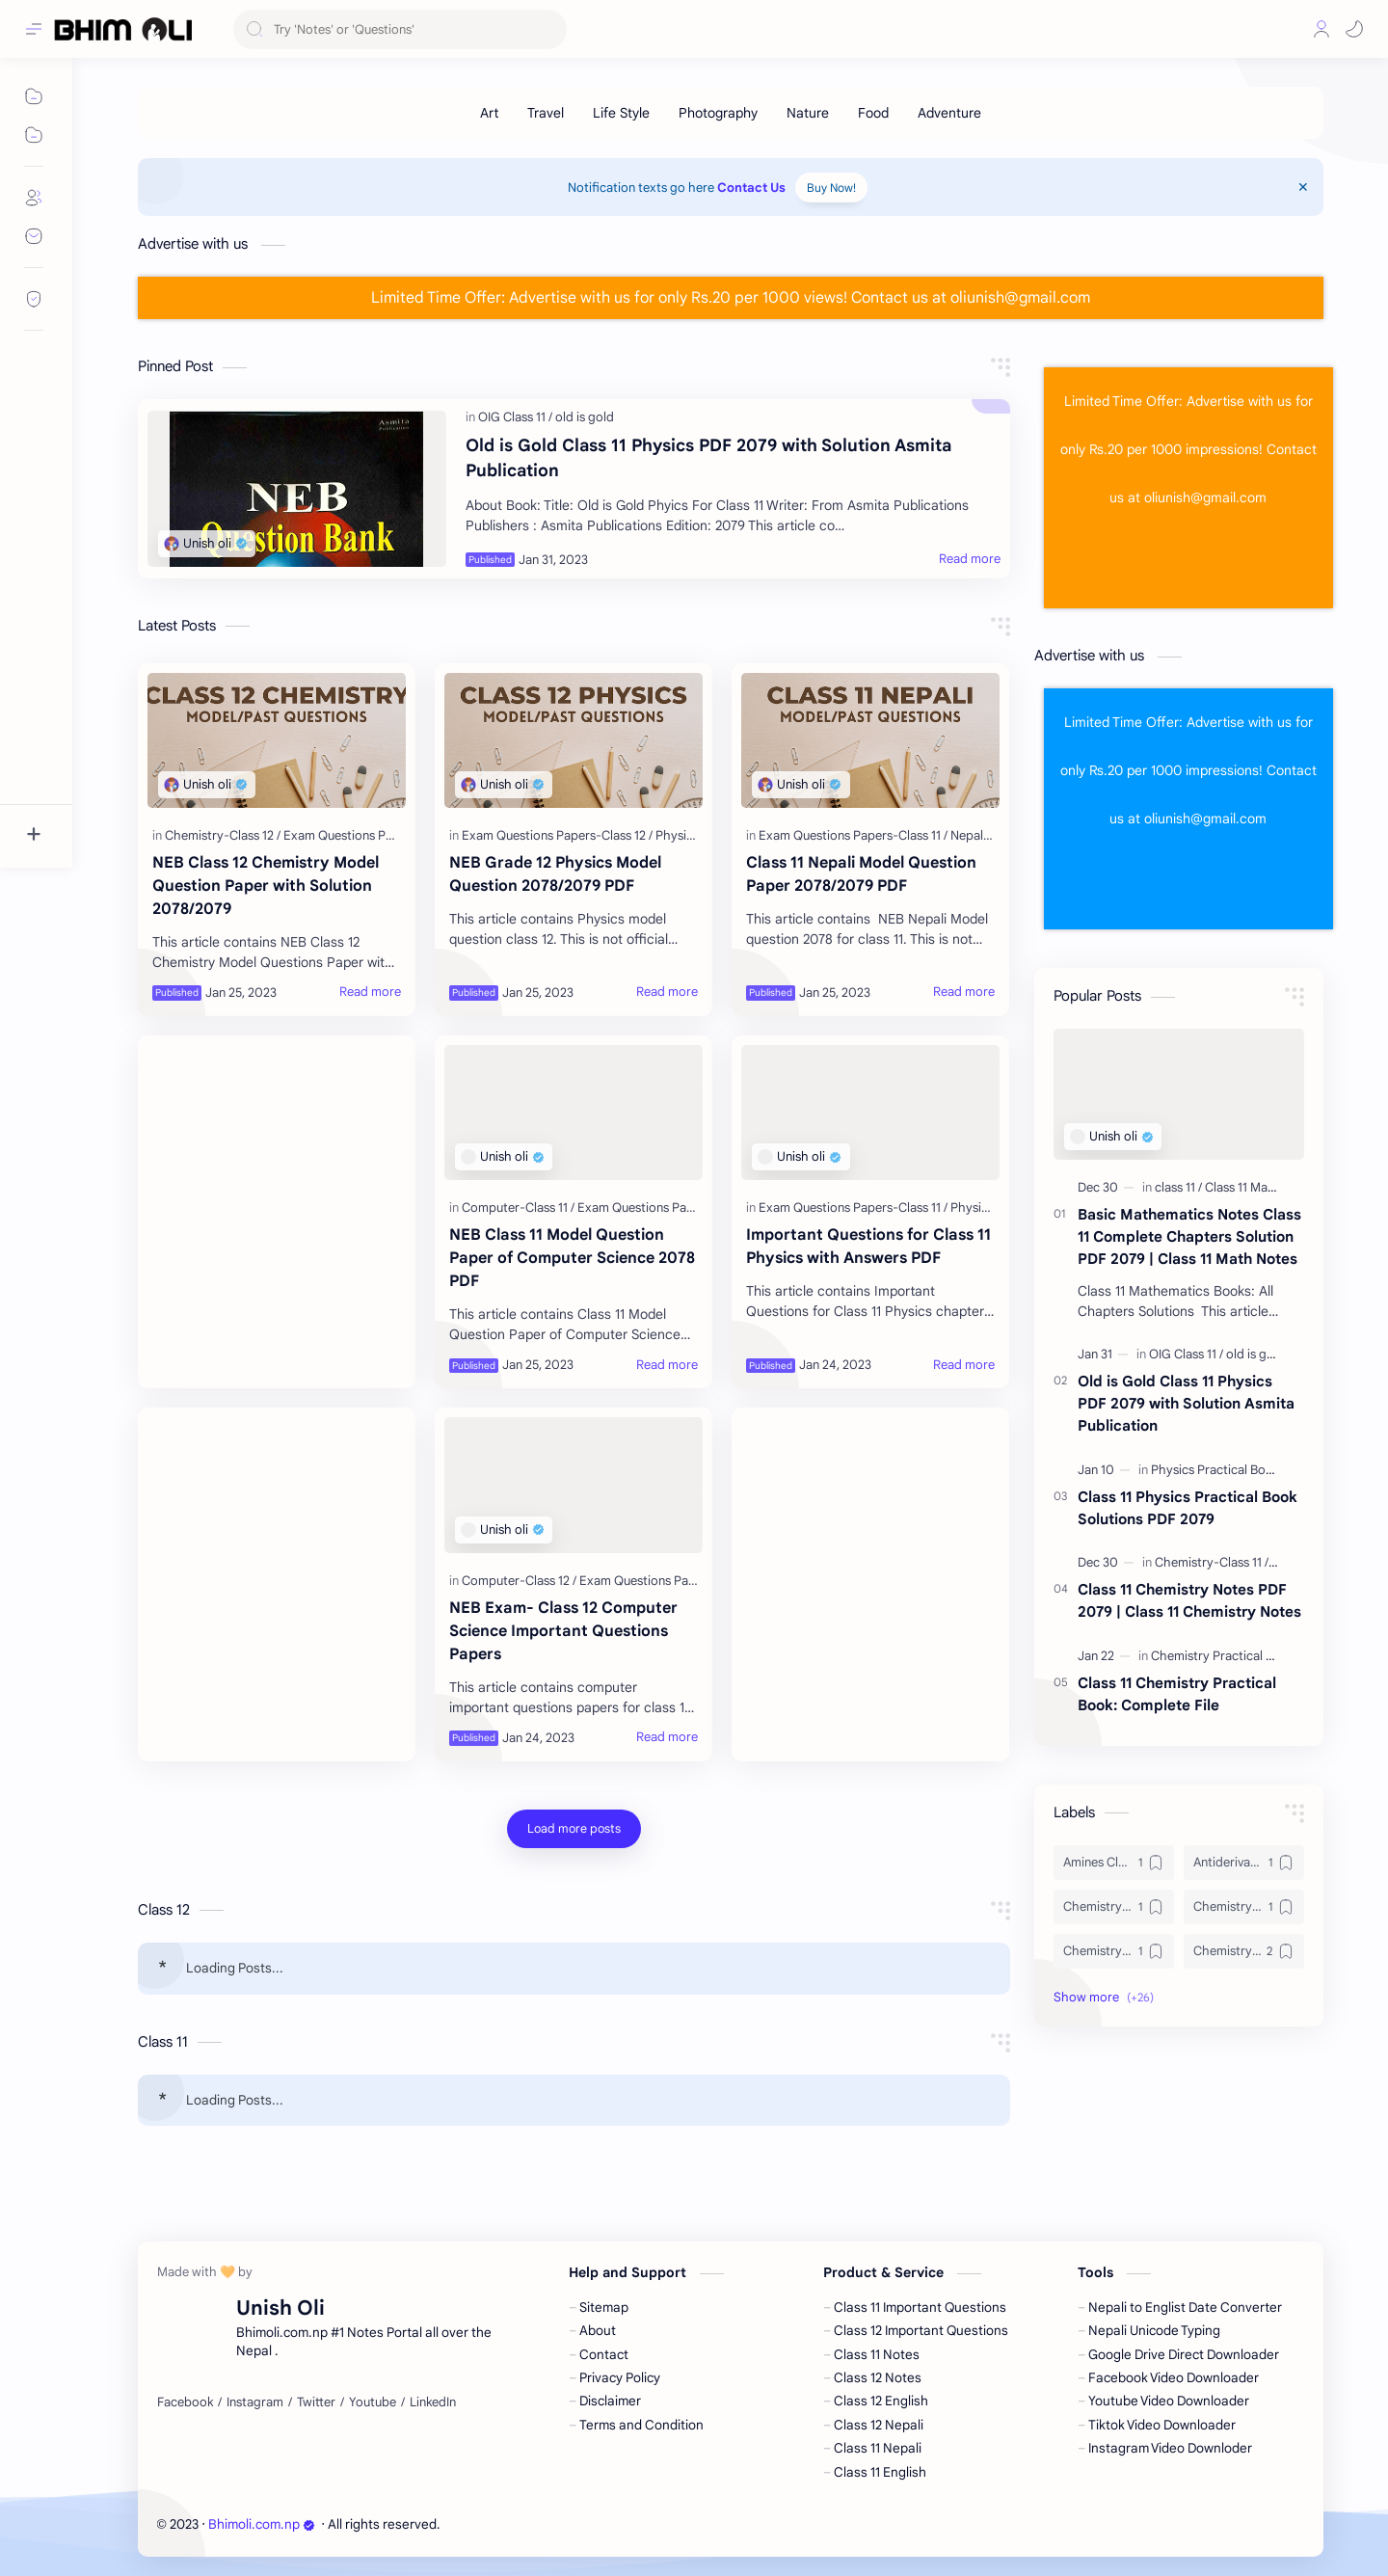 BHIM OLI
Try 'Notes' or 'Questions'
Art Travel Life Style Photography Nature Food Adventure
Notification texts go here Contact Us Buy Now!
Advertise with us
Limited Time Offer: Advertise with us for only Rs.20 per 1000 views! Contact us at oliunish@gmail.com
Pinned Post
Asmita
Publication
NEB
Question Bank
Unish oli
in OIG Class 11 / old is gold
Old is Gold Class 11 Physics PDF 2079 with Solution Asmita
Publication
About Book: Title: Old is Gold Phyics For Class 11 Writer: From Asmita Publications
Publishers : Asmita Publications Edition: 2079 This article co...
Published Jan 31, 2023 Read more
Latest Posts
CLASS 12 CHEMISTRY
MODEL/PAST QUESTIONS
Unish oli
in Chemistry-Class 12 / Exam Questions P...
NEB Class 12 Chemistry Model
Question Paper with Solution
2078/2079
This article contains NEB Class 12
Chemistry Model Questions Paper wit...
Published Jan 25, 2023 Read more
CLASS 12 PHYSICS
MODEL/PAST QUESTIONS
Unish oli
in Exam Questions Papers-Class 12 / Physi...
NEB Grade 12 Physics Model
Question 2078/2079 PDF
This article contains Physics model
question class 12. This is not official...
Published Jan 25, 2023 Read more
CLASS 11 NEPALI
MODEL/PAST QUESTIONS
Unish oli
in Exam Questions Papers-Class 11 / Nepal...
Class 11 Nepali Model Question
Paper 2078/2079 PDF
This article contains NEB Nepali Model
question 2078 for class 11. This is not...
Published Jan 25, 2023 Read more
Unish oli
in Computer-Class 11 / Exam Questions Pa...
NEB Class 11 Model Question
Paper of Computer Science 2078
PDF
This article contains Class 11 Model
Question Paper of Computer Science...
Published Jan 25, 2023 Read more
Unish oli
in Exam Questions Papers-Class 11 / Physi...
Important Questions for Class 11
Physics with Answers PDF
This article contains Important
Questions for Class 11 Physics chapter...
Published Jan 24, 2023 Read more
Unish oli
in Computer-Class 12 / Exam Questions Pa...
NEB Exam- Class 12 Computer
Science Important Questions
Papers
This article contains computer
important questions papers for class 1...
Published Jan 24, 2023 Read more
Load more posts
Class 12
* Loading Posts...
Class 11
* Loading Posts...
Limited Time Offer: Advertise with us for
only Rs.20 per 1000 impressions! Contact
us at oliunish@gmail.com
Advertise with us
Limited Time Offer: Advertise with us for
only Rs.20 per 1000 impressions! Contact
us at oliunish@gmail.com
Popular Posts
Unish oli
Dec 30 in class 11 / Class 11 Ma...
01 Basic Mathematics Notes Class
11 Complete Chapters Solution
PDF 2079 | Class 11 Math Notes
Class 11 Mathematics Books: All
Chapters Solutions This article...
Jan 31 in OIG Class 11 / old is g...
02 Old is Gold Class 11 Physics
PDF 2079 with Solution Asmita
Publication
Jan 10 in Physics Practical Bo...
03 Class 11 Physics Practical Book
Solutions PDF 2079
Dec 30 in Chemistry-Class 11 /...
04 Class 11 Chemistry Notes PDF
2079 | Class 11 Chemistry Notes
Jan 22 in Chemistry Practical ...
05 Class 11 Chemistry Practical
Book: Complete File
Labels
Amines Cl... 1 Antideriva... 1
Chemistry... 1 Chemistry... 1
Chemistry... 1 Chemistry... 2
Show more (+26)
Made with 🧡 by
Unish Oli
Bhimoli.com.np #1 Notes Portal all over the
Nepal .
Facebook / Instagram / Twitter / Youtube / LinkedIn
Help and Support
Sitemap
About
Contact
Privacy Policy
Disclaimer
Terms and Condition
Product & Service
Class 11 Important Questions
Class 12 Important Questions
Class 11 Notes
Class 12 Notes
Class 12 English
Class 12 Nepali
Class 11 Nepali
Class 11 English
Tools
Nepali to Englist Date Converter
Nepali Unicode Typing
Google Drive Direct Downloader
Facebook Video Downloader
Youtube Video Downloader
Tiktok Video Downloader
Instagram Video Downloder
© 2023 · Bhimoli.com.np · All rights reserved.